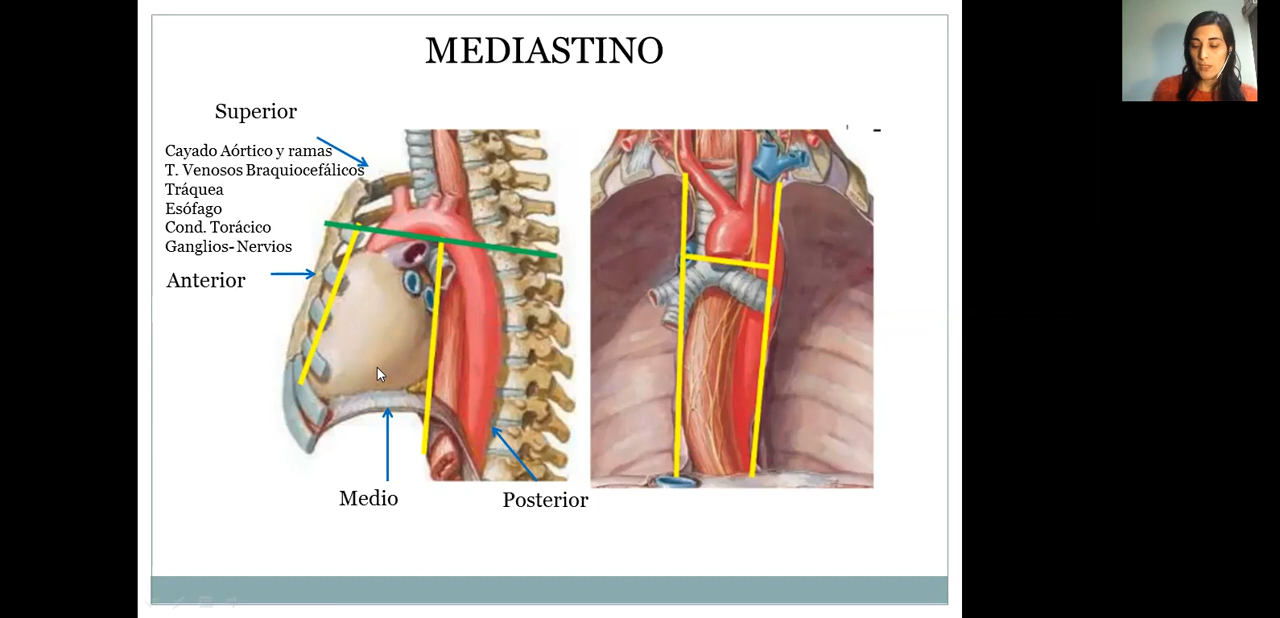 MEDIASTINO
Superior
Cayado Aórtico y ramas
T. Venosos Braquiocefálicos
Tráquea
Esófago
Cond. Torácico
Ganglios- Nervios
Anterior
Medio
Posterior